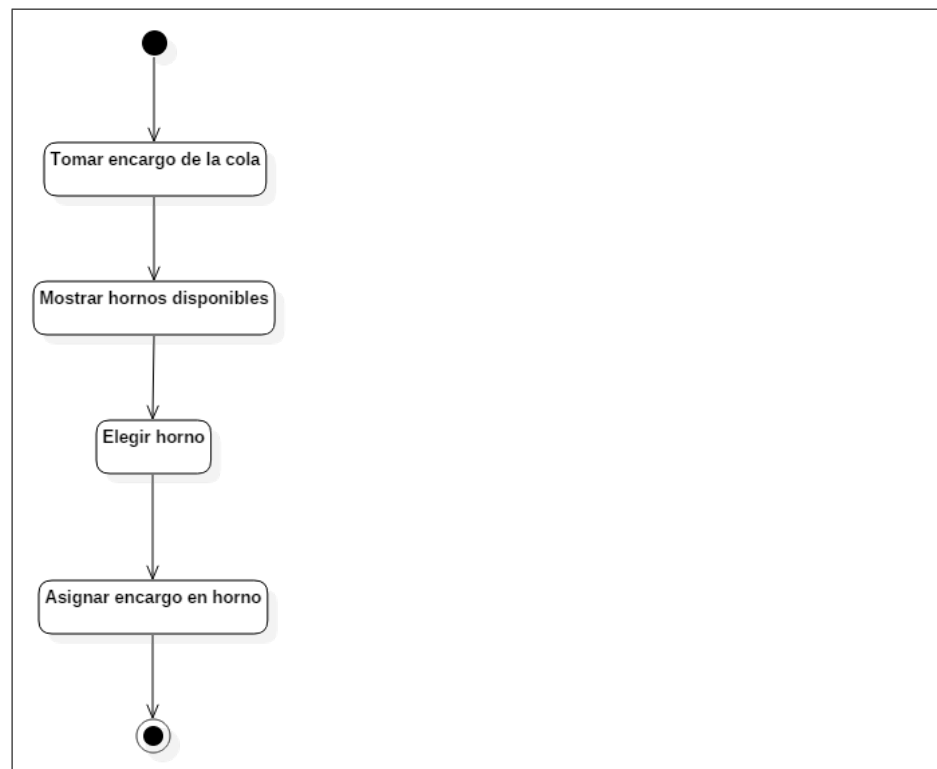 Tomar encargo de la cola
Mostrar hornos disponibles
Elegir horno
Asignar encargo en horno